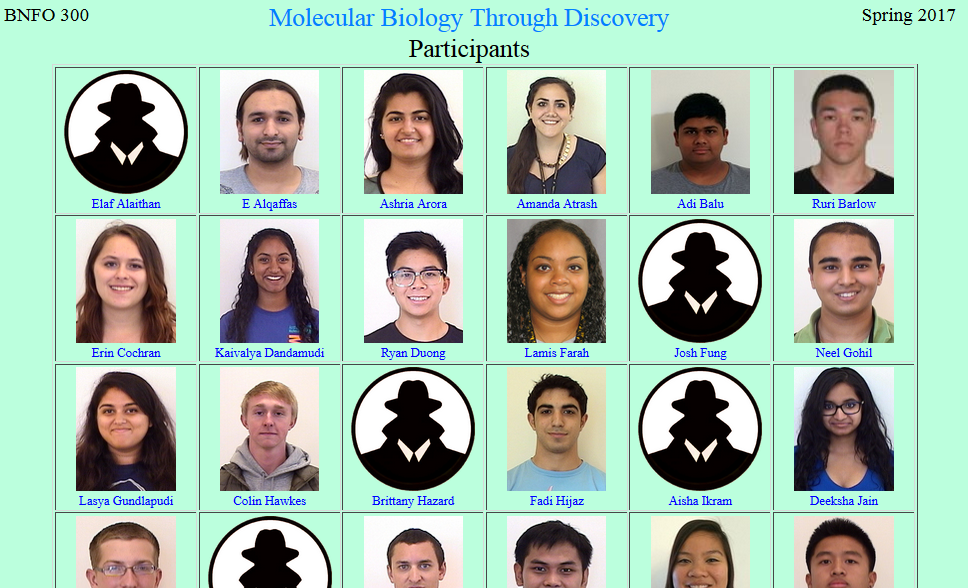 BNFO 300
Molecular Biology Through Discovery
Spring 2017
Participants
Elaf Alaithan
E Alqaffas
Ashria Arora
Amanda Atrash
Adi Balu
Ruri Barlow
Erin Cochran
Kaivalya Dandamudi
Ryan Duong
Lamis Farah
Josh Fung
Neel Gohil
Lasya Gundlapudi
Colin Hawkes
Brittany Hazard
Fadi Hijaz
Aisha Ikram
Deeksha Jain